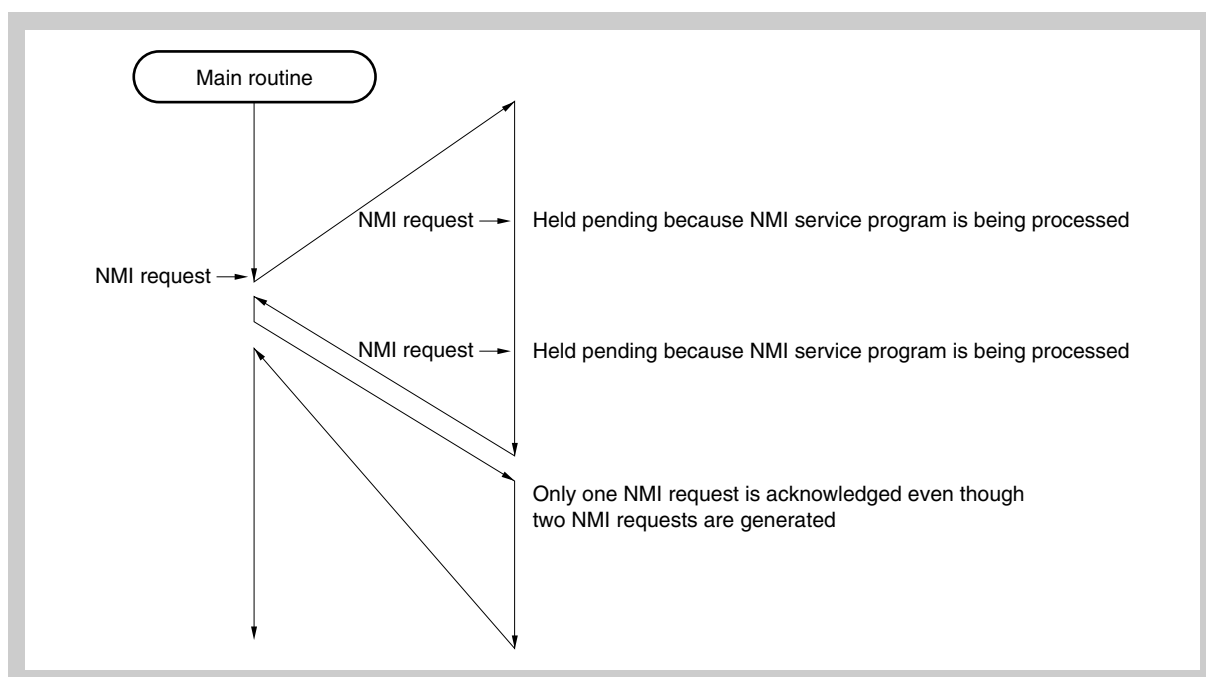 Main routine
NMI request
Held pending because NMI service program is being processed
NMI request
NMI request
Held pending because NMI service program is being processed
Only one NMI request is acknowledged even though
two NMI requests are generated